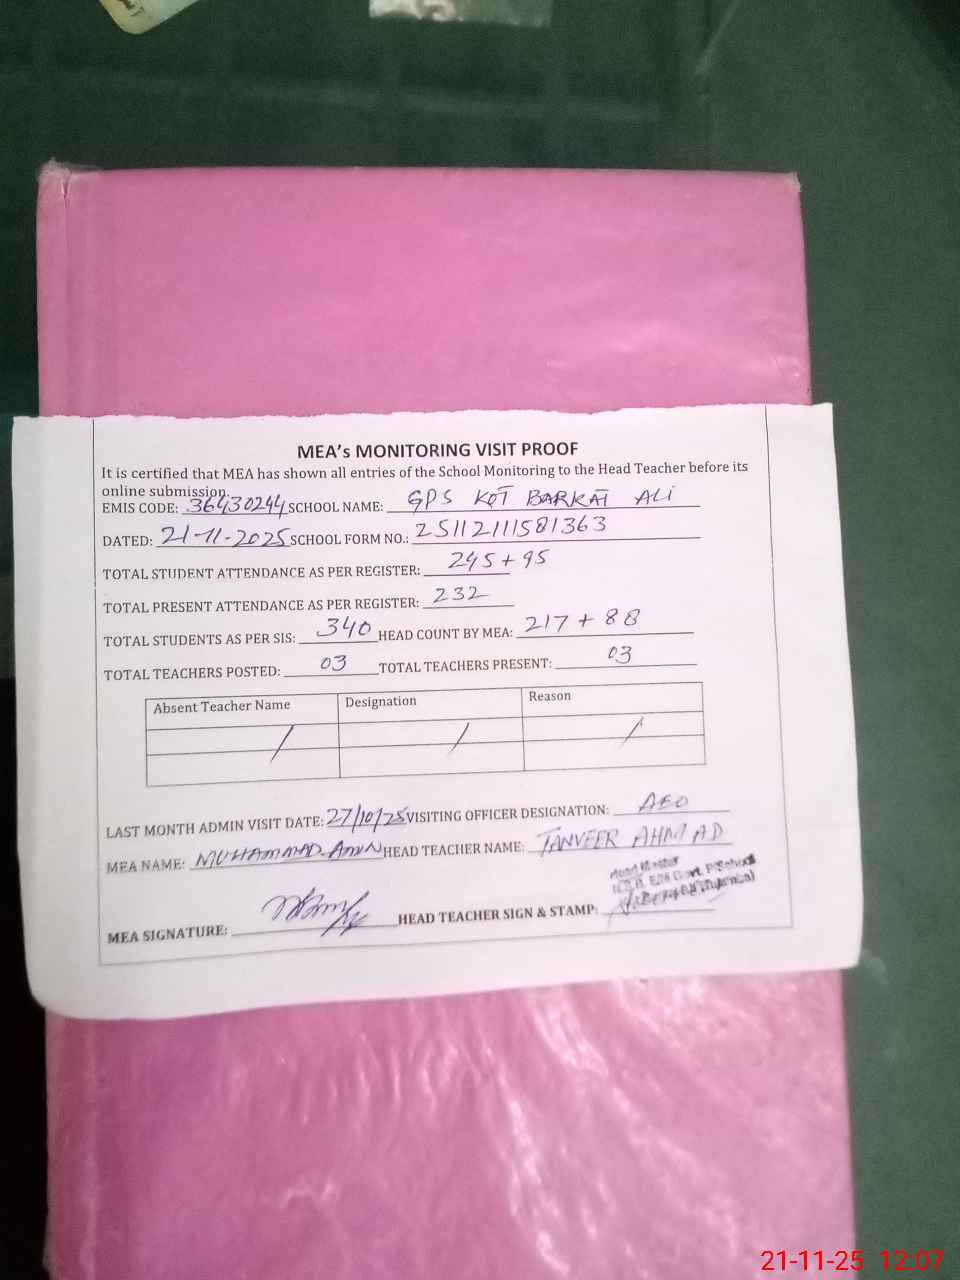 MEA's MONITORING VISIT PROOF
It is certified that MEA has shown all entries of the School Monitoring to the Head Teacher before its
online submission.
EMIS CODE: 36430244 SCHOOL NAME: GPS KOT BARKAT ALI
DATED: 21-11-2025 SCHOOL FORM NO.: 25112111581363
TOTAL STUDENT ATTENDANCE AS PER REGISTER: 245+95
TOTAL PRESENT ATTENDANCE AS PER REGISTER: 232
TOTAL STUDENTS AS PER SIS: 340 HEAD COUNT BY MEA: 217+88
TOTAL TEACHERS POSTED: 03 TOTAL TEACHERS PRESENT: 03
Absent Teacher Name Designation Reason
/ / /
LAST MONTH ADMIN VISIT DATE: 27/10/25 VISITING OFFICER DESIGNATION: AEO
MEA NAME: MUHAMMAD AMIN HEAD TEACHER NAME: TANVEER AHMAD
Head Master
Govt. P/School
MEA SIGNATURE: HEAD TEACHER SIGN & STAMP:
21-11-25 12:07